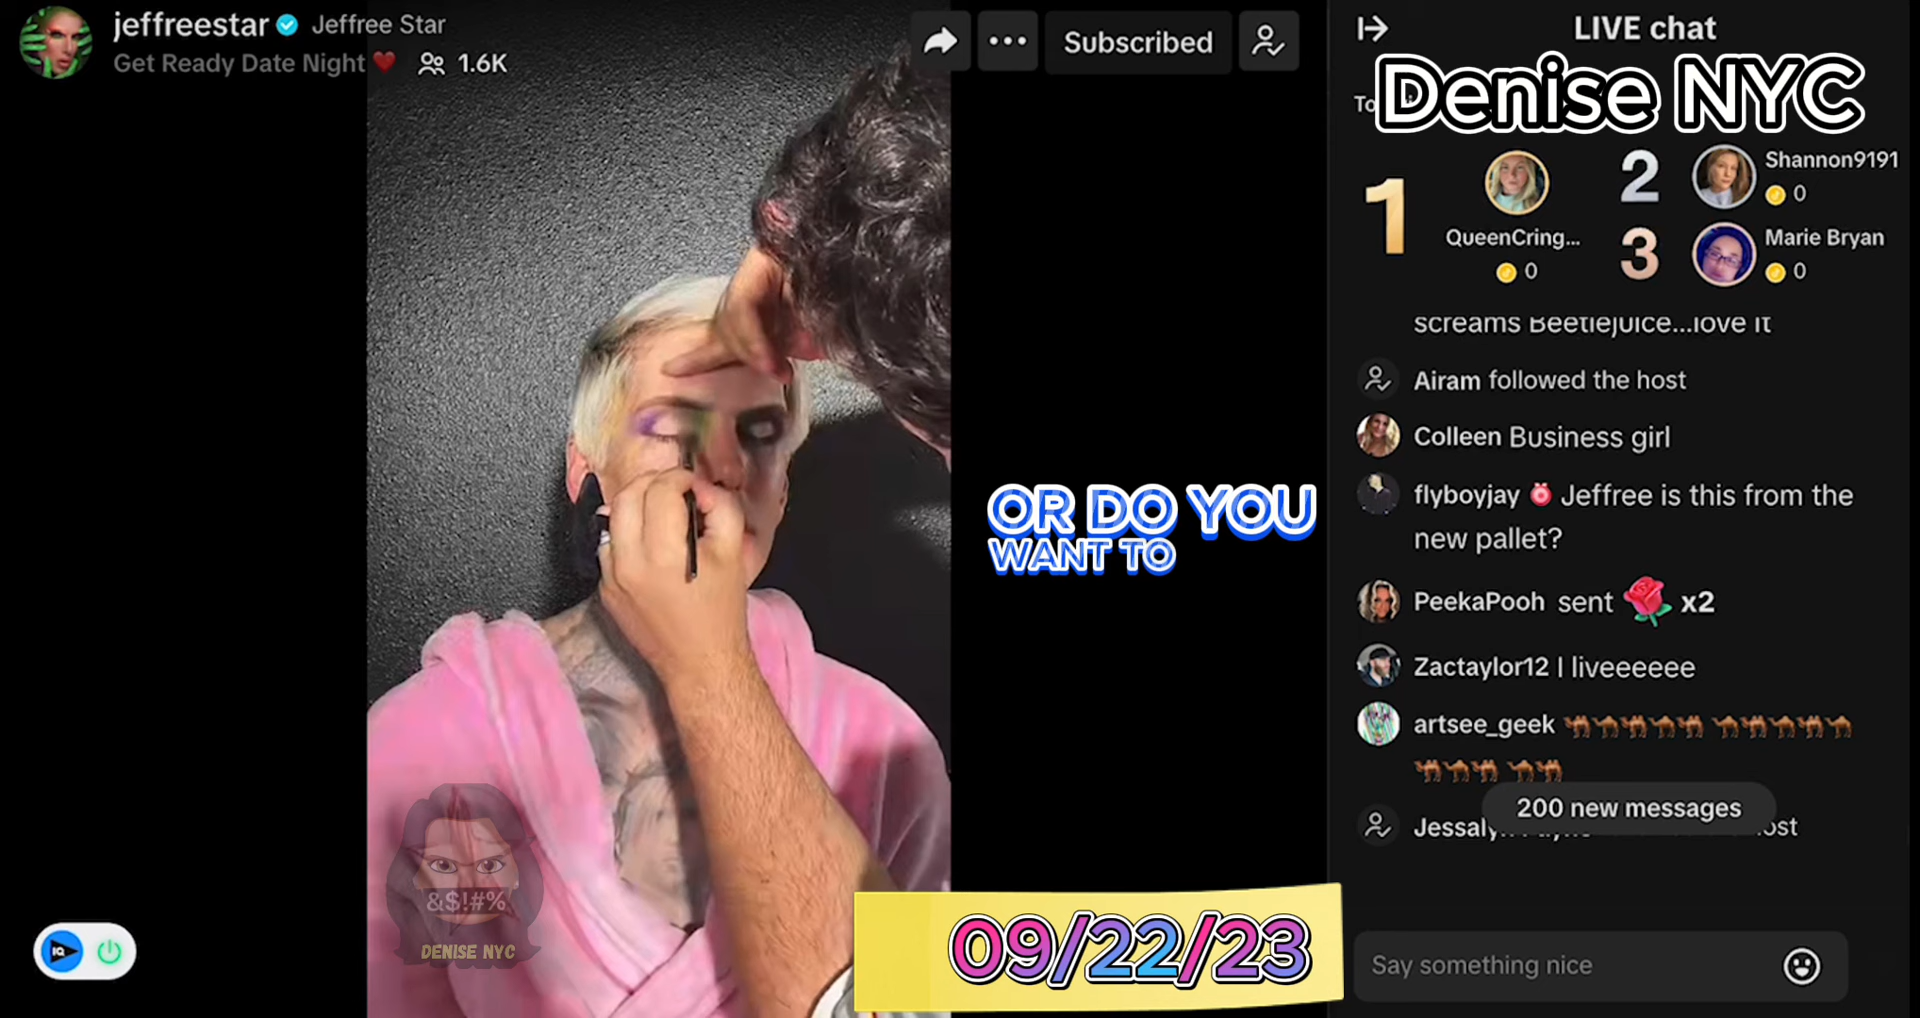 jeffreestar Jeffree Star
Get Ready Date Night 1.6K
Subscribed
LIVE chat
Denise NYC
1
QueenCring...
0
2
Shannon9191
0
3
Marie Bryan
0
screams Beetlejuice...love it
Airam followed the host
Colleen Business girl
flyboyjay Jeffree is this from the
new pallet?
PeekaPooh sent x2
Zactaylor12 I liveeeeee
artsee_geek
200 new messages
OR DO YOU
WANT TO
&$!#%
DENISE NYC
IQ
09/22/23
Say something nice